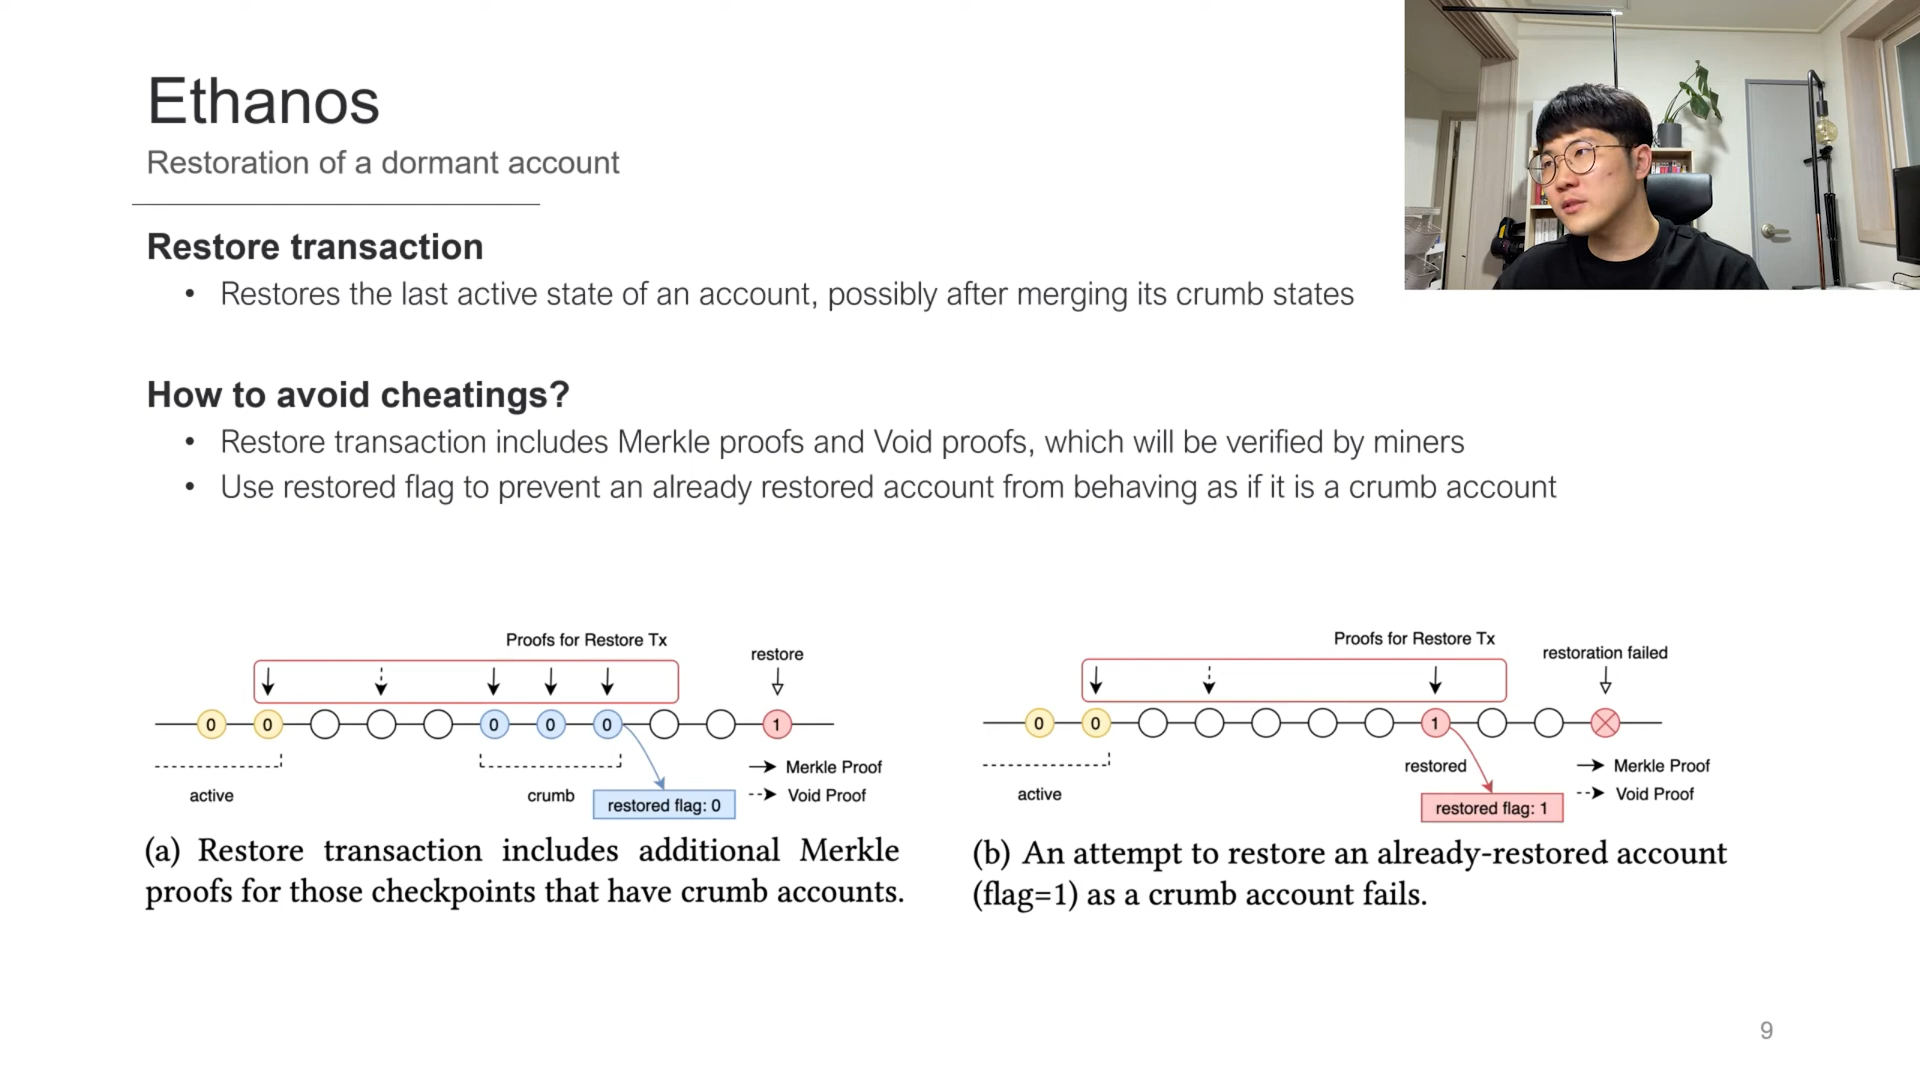 Ethanos
Restoration of a dormant account
Restore transaction
• Restores the last active state of an account, possibly after merging its crumb states
How to avoid cheatings?
• Restore transaction includes Merkle proofs and Void proofs, which will be verified by miners
• Use restored flag to prevent an already restored account from behaving as if it is a crumb account
Proofs for Restore Tx
restore
0 0 0 0 0 1
active
crumb
restored flag: 0
Merkle Proof
Void Proof
(a) Restore transaction includes additional Merkle
proofs for those checkpoints that have crumb accounts.
Proofs for Restore Tx
restoration failed
0 0 1
active
restored
restored flag: 1
Merkle Proof
Void Proof
(b) An attempt to restore an already-restored account
(flag=1) as a crumb account fails.
9